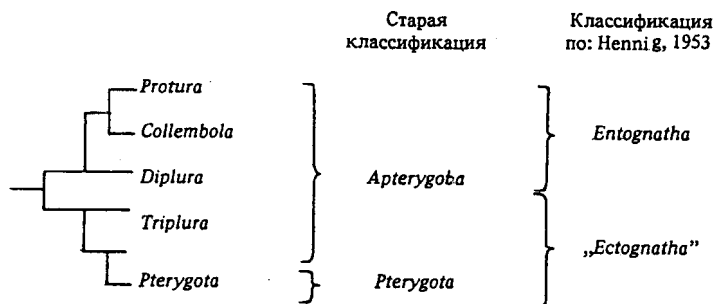 Старая
классификация
Классификация
по: Hennig, 1953
Protura
Collembola
Diplura
Triplura
Pterygota
Apterygoba
Pterygota
Entognatha
„Ectognatha”